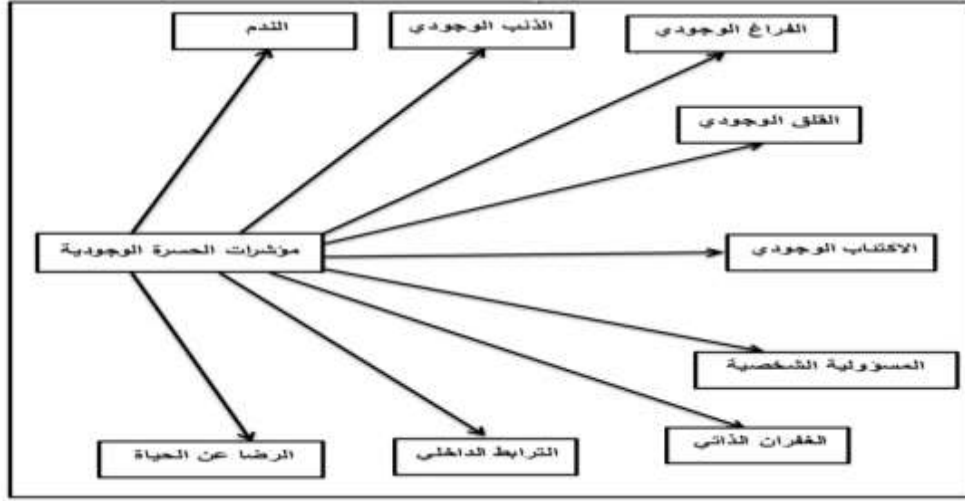 الفراغ الوجودي
الذنب الوجودي
الندم
القلق الوجودي
مؤشرات الحسرة الوجودية
الاكتئاب الوجودي
المسؤولية الشخصية
الغفران الذاتي
الترابط الداخلي
الرضا عن الحياة